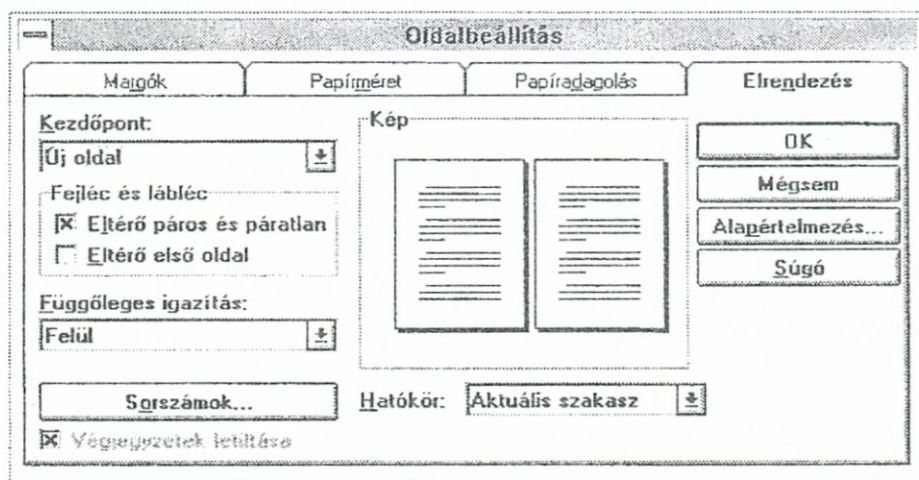 Oldalbeállítás
Margók
Papírméret
Papíradagolás
Elrendezés
Kezdőpont:
Új oldal
Fejléc és lábléc
Eltérő páros és páratlan
Eltérő első oldal
Függőleges igazítás:
Felül
Sorszámok...
Végjegyzetek letiltása
Kép
Hatókör:
Aktuális szakasz
OK
Mégsem
Alapértelmezés...
Súgó